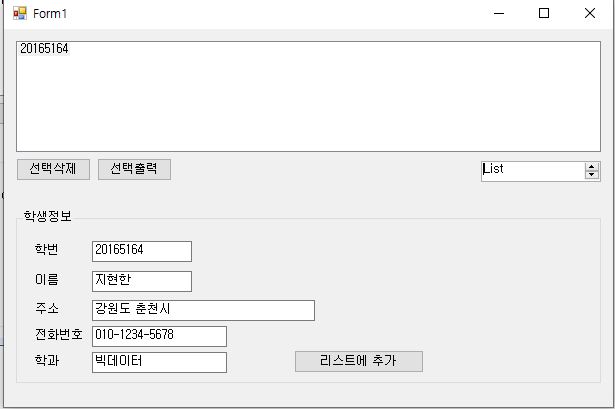 Form1
20165164
선택삭제 선택출력 List
학생정보
학번 20165164
이름 지현한
주소 강원도 춘천시
전화번호 010-1234-5678
학과 빅데이터 리스트에 추가